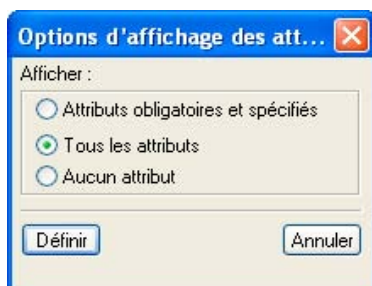 Options d'affichage des att...
Afficher :
Attributs obligatoires et spécifiés
Tous les attributs
Aucun attribut
Définir
Annuler